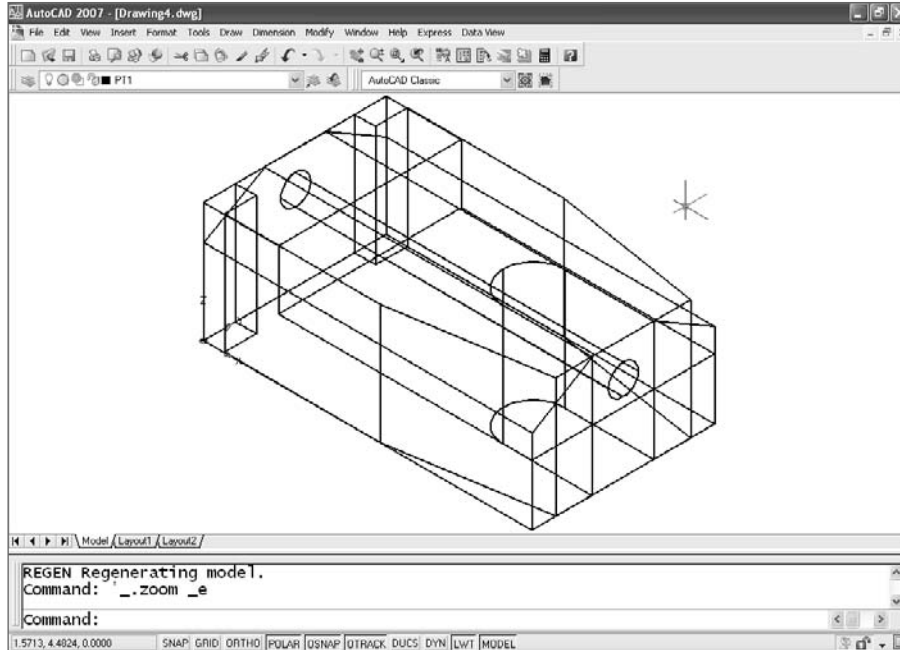 AutoCAD 2007 - [Drawing4.dwg]
File Edit View Insert Format Tools Draw Dimension Modify Window Help Express Data View
PT1 AutoCAD Classic
Z
Model Layout1 Layout2
REGEN Regenerating model.
Command: '_.zoom _e
Command:
1.5713, 4.4824, 0.0000 SNAP GRID ORTHO POLAR OSNAP OTRACK DUCS DYN LWT MODEL